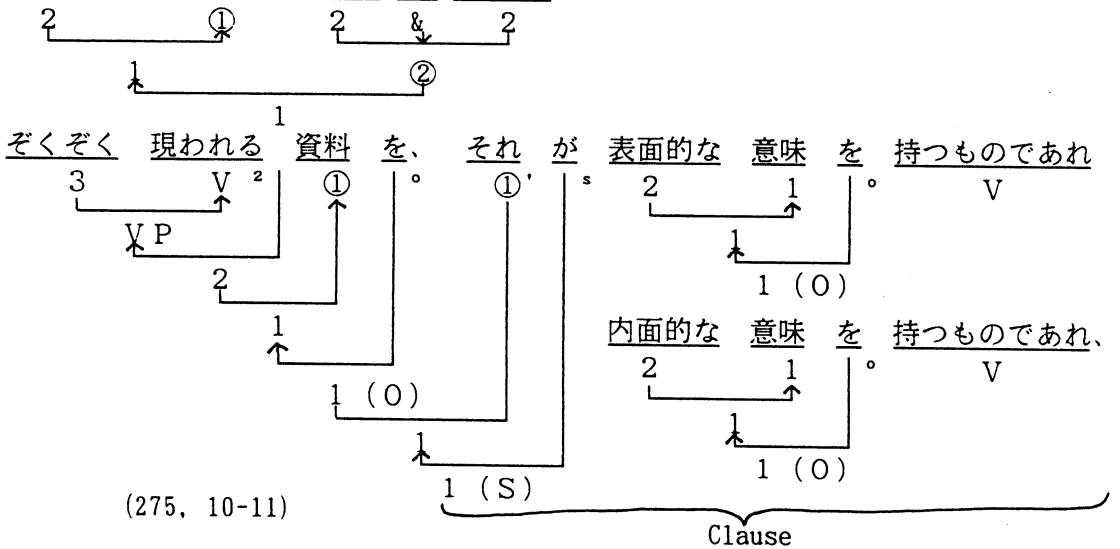 2 ① 2 & 2
1 ②
1
ぞくぞく 現われる 資料 を、 それ が 表面的な 意味 を 持つものであれ
3 V ² ① ₒ ①' ₛ 2 1 ₒ V
V P 1
2 1 (O)
1 内面的な 意味 を 持つものであれ、
2 1 ₒ V
1 (O)
1 1
1 (S) 1 (O)
(275, 10-11)
Clause